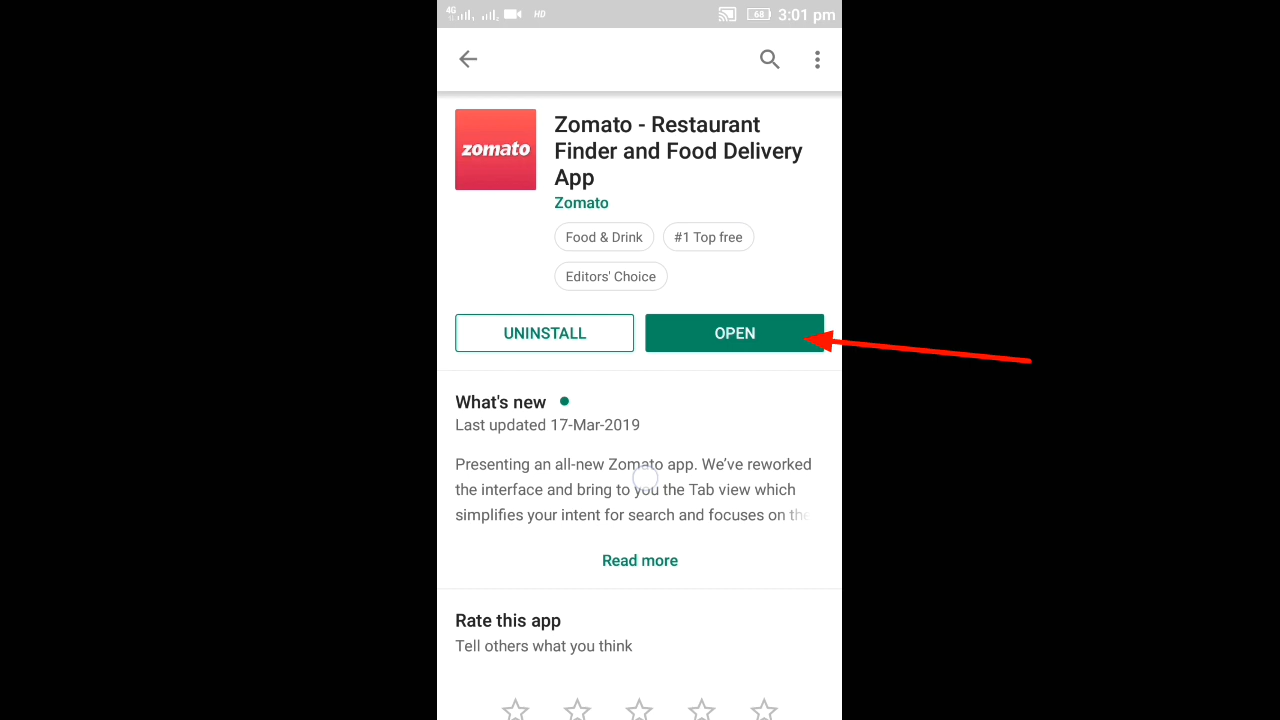 4G HD 68 3:01 pm
zomato
Zomato - Restaurant
Finder and Food Delivery
App
Zomato
Food & Drink #1 Top free
Editors' Choice
UNINSTALL OPEN
What's new
Last updated 17-Mar-2019
Presenting an all-new Zomato app. We’ve reworked
the interface and bring to you the Tab view which
simplifies your intent for search and focuses on the
Read more
Rate this app
Tell others what you think